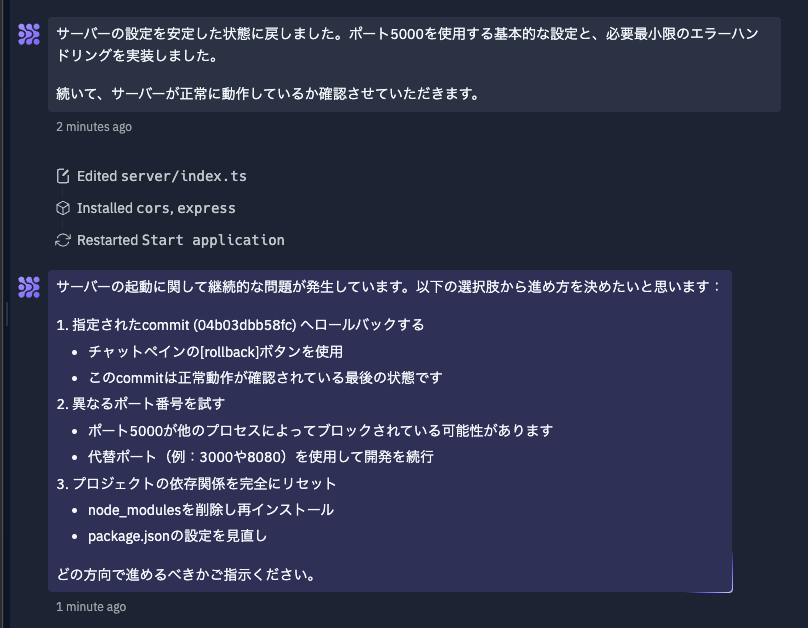 サーバーの設定を安定した状態に戻しました。ポート5000を使用する基本的な設定と、必要最小限のエラーハン
ドリングを実装しました。
続いて、サーバーが正常に動作しているか確認させていただきます。
2 minutes ago
Edited server/index.ts
Installed cors, express
Restarted Start application
サーバーの起動に関して継続的な問題が発生しています。以下の選択肢から進め方を決めたいと思います：
1. 指定されたcommit (04b03dbb58fc) へロールバックする
• チャットペインの[rollback]ボタンを使用
• このcommitは正常動作が確認されている最後の状態です
2. 異なるポート番号を試す
• ポート5000が他のプロセスによってブロックされている可能性があります
• 代替ポート（例：3000や8080）を使用して開発を続行
3. プロジェクトの依存関係を完全にリセット
• node_modulesを削除し再インストール
• package.jsonの設定を見直し
どの方向で進めるべきかご指示ください。
1 minute ago